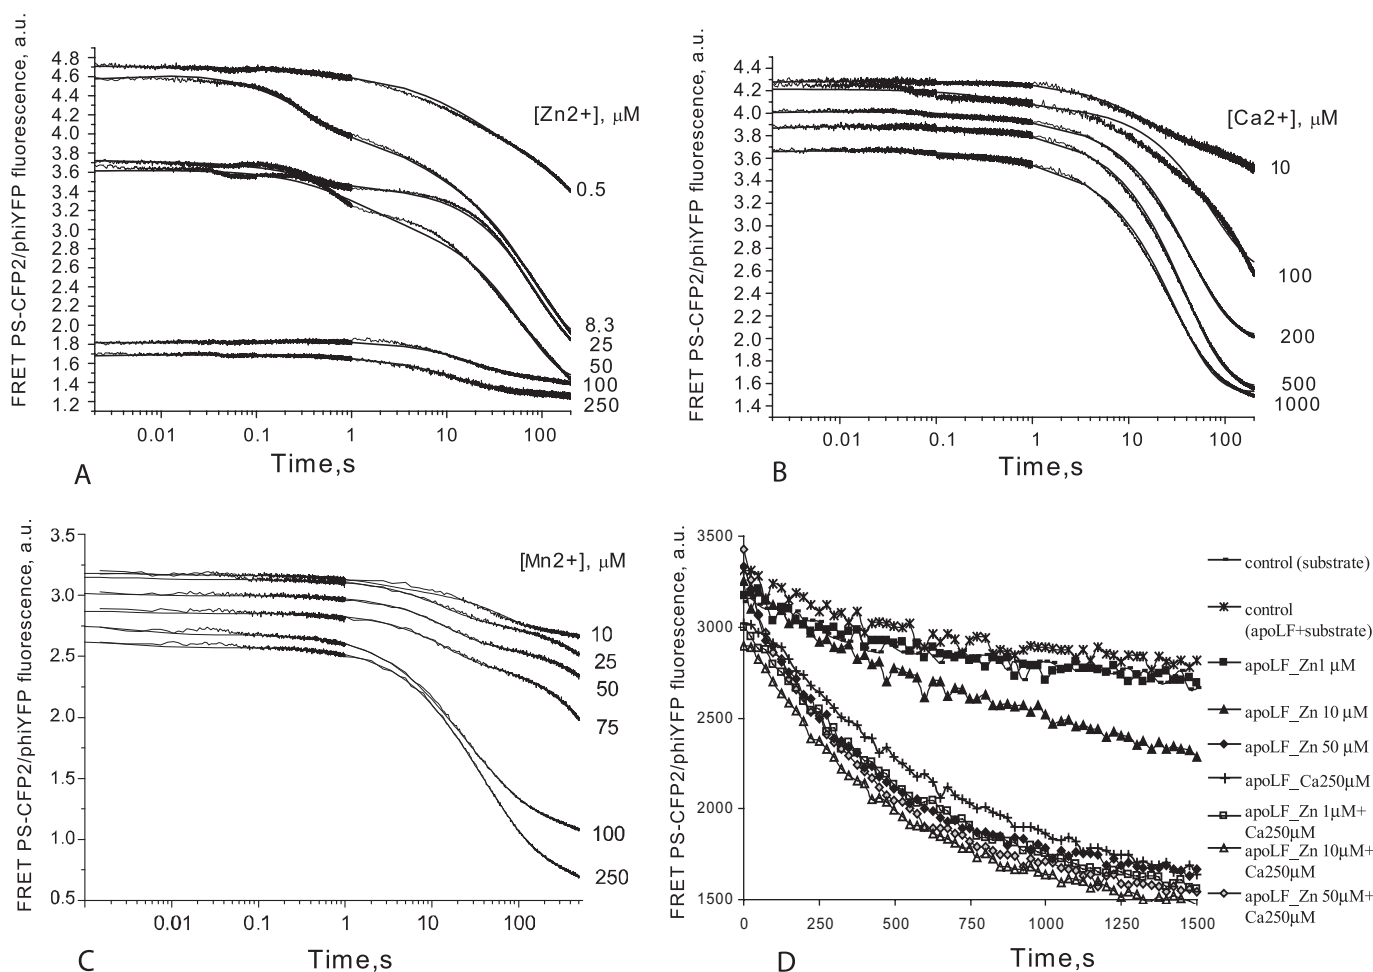 FRET PS-CFP2/phiYFP fluorescence, a.u.
4.8
4.6
4.4
4.2
4.0
3.8
3.6
3.4
3.2
3.0
2.8
2.6
2.4
2.2
2.0
1.8
1.6
1.4
1.2
[Zn2+], μM
0.5
8.3
25
50
100
250
0.01 0.1 1 10 100
Time,s
A
FRET PS-CFP2/phiYFP fluorescence, a.u.
4.4
4.2
4.0
3.8
3.6
3.4
3.2
3.0
2.8
2.6
2.4
2.2
2.0
1.8
1.6
1.4
[Ca2+], μM
10
100
200
500
1000
0.01 0.1 1 10 100
Time,s
B
FRET PS-CFP2/phiYFP fluorescence, a.u.
3.5
3.0
2.5
2.0
1.5
1.0
0.5
[Mn2+], μM
10
25
50
75
100
250
0.01 0.1 1 10 100
Time,s
C
FRET PS-CFP2/phiYFP fluorescence, a.u.
3500
3000
2500
2000
1500
0 250 500 750 1000 1250 1500
Time,s
D
control (substrate)
control
(apoLF+substrate)
apoLF_Zn1 μM
apoLF_Zn 10 μM
apoLF_Zn 50 μM
apoLF_Ca250μM
apoLF_Zn 1μM+
Ca250μM
apoLF_Zn 10μM+
Ca250μM
apoLF_Zn 50μM+
Ca250μM